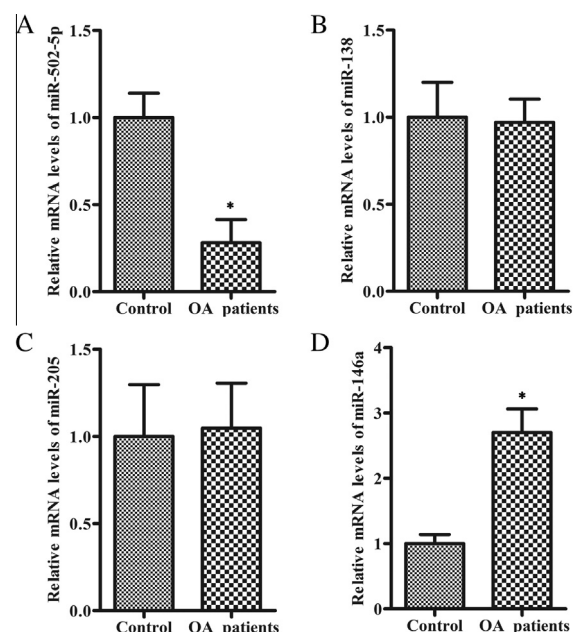 A
Relative mRNA levels of miR-502-5p
1.5
1.0
0.5
0.0
*
Control OA patients
B
Relative mRNA levels of miR-138
1.5
1.0
0.5
0.0
Control OA patients
C
Relative mRNA levels of miR-205
1.5
1.0
0.5
0.0
Control OA patients
D
Relative mRNA levels of miR-146a
4
3
2
1
0
*
Control OA patients